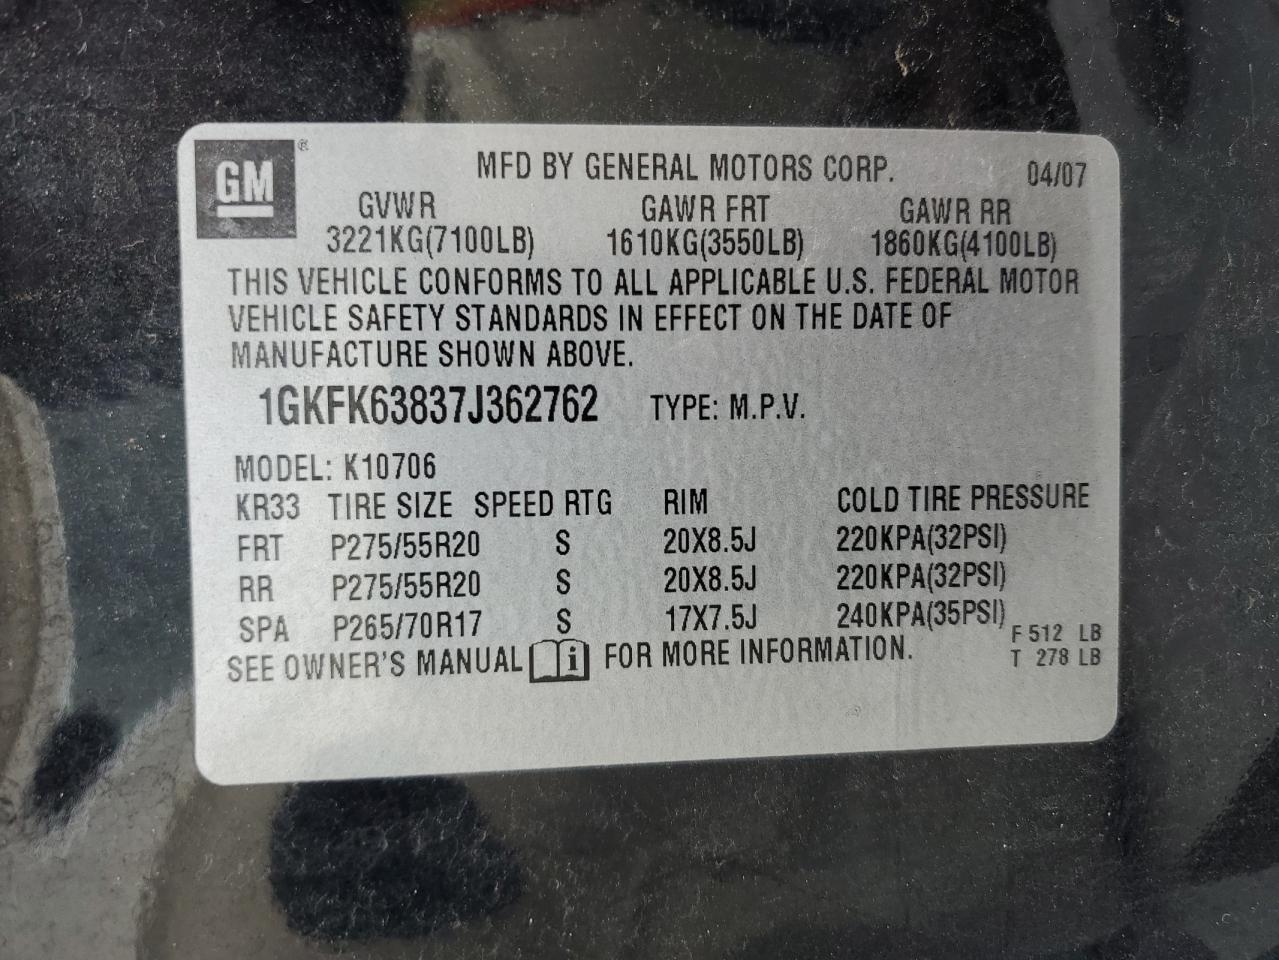 GM ®
MFD BY GENERAL MOTORS CORP. 04/07
GVWR GAWR FRT GAWR RR
3221KG(7100LB) 1610KG(3550LB) 1860KG(4100LB)
THIS VEHICLE CONFORMS TO ALL APPLICABLE U.S. FEDERAL MOTOR
VEHICLE SAFETY STANDARDS IN EFFECT ON THE DATE OF
MANUFACTURE SHOWN ABOVE.
1GKFK63837J362762 TYPE: M.P.V.
MODEL: K10706
KR33 TIRE SIZE SPEED RTG RIM COLD TIRE PRESSURE
FRT P275/55R20 S 20X8.5J 220KPA(32PSI)
RR P275/55R20 S 20X8.5J 220KPA(32PSI)
SPA P265/70R17 S 17X7.5J 240KPA(35PSI)
F 512 LB
SEE OWNER'S MANUAL i FOR MORE INFORMATION. T 278 LB